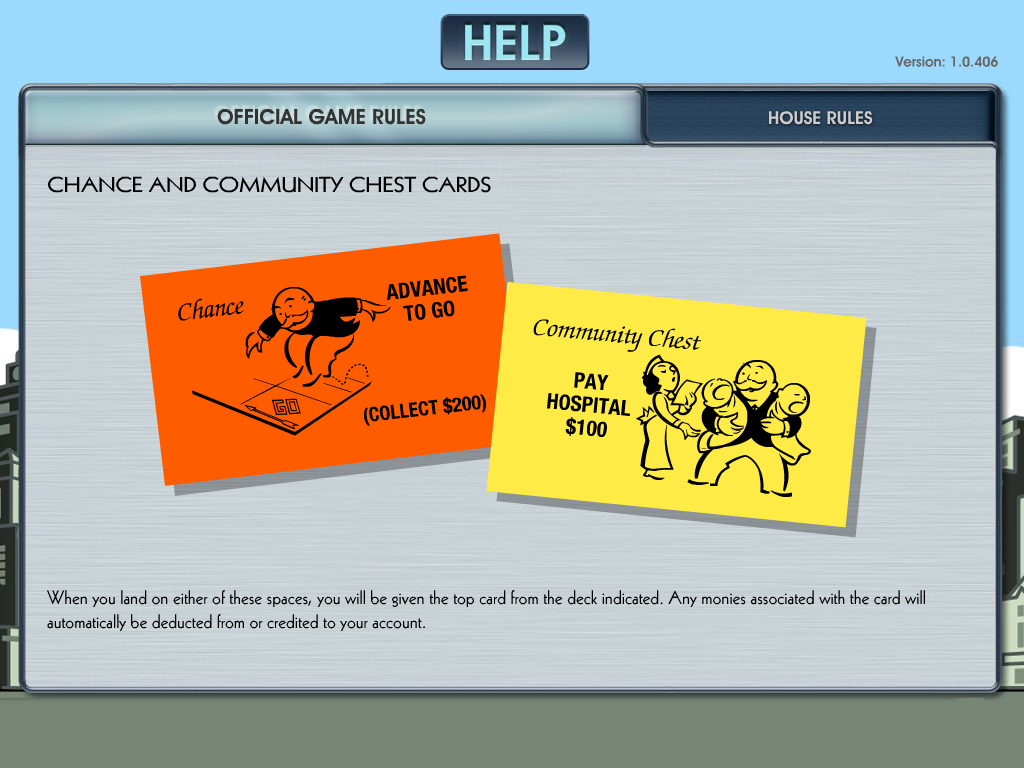 HELP
Version: 1.0.406
OFFICIAL GAME RULES
HOUSE RULES
CHANCE AND COMMUNITY CHEST CARDS
Chance
ADVANCE
TO GO
GO
(COLLECT $200)
Community Chest
PAY
HOSPITAL
$100
When you land on either of these spaces, you will be given the top card from the deck indicated. Any monies associated with the card will
automatically be deducted from or credited to your account.